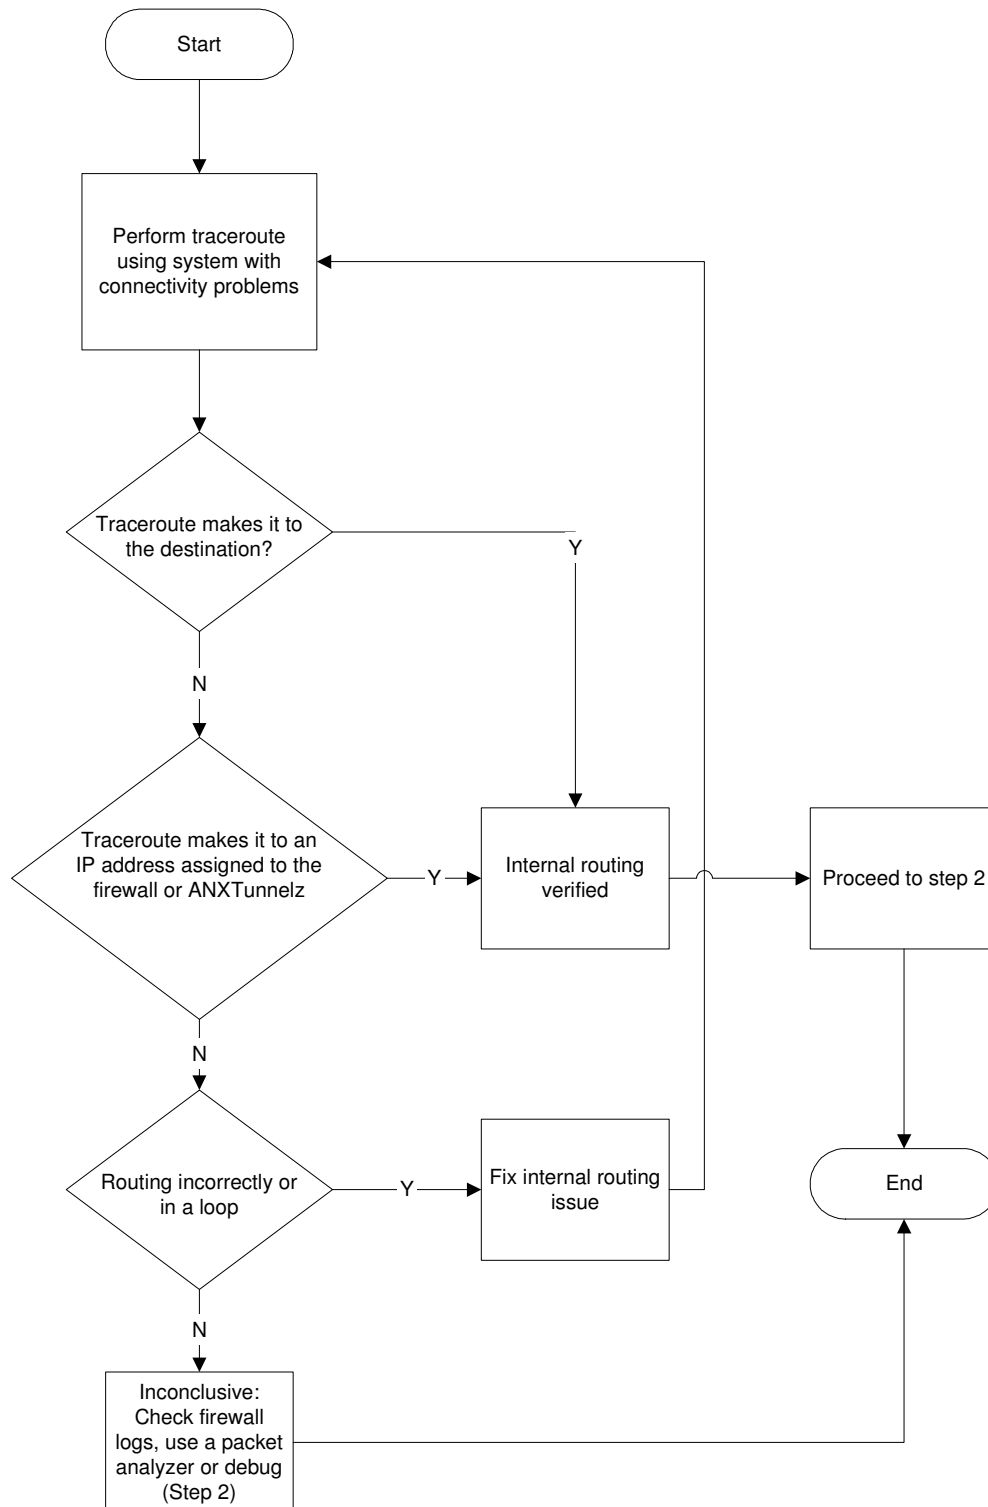 Start
Perform traceroute
using system with
connectivity problems
Traceroute makes it to
the destination?
Y
N
Traceroute makes it to an
IP address assigned to the
firewall or ANXTunnelz
Y
Internal routing
verified
Proceed to step 2
N
Routing incorrectly or
in a loop
Y
Fix internal routing
issue
End
N
Inconclusive:
Check firewall
logs, use a packet
analyzer or debug
(Step 2)